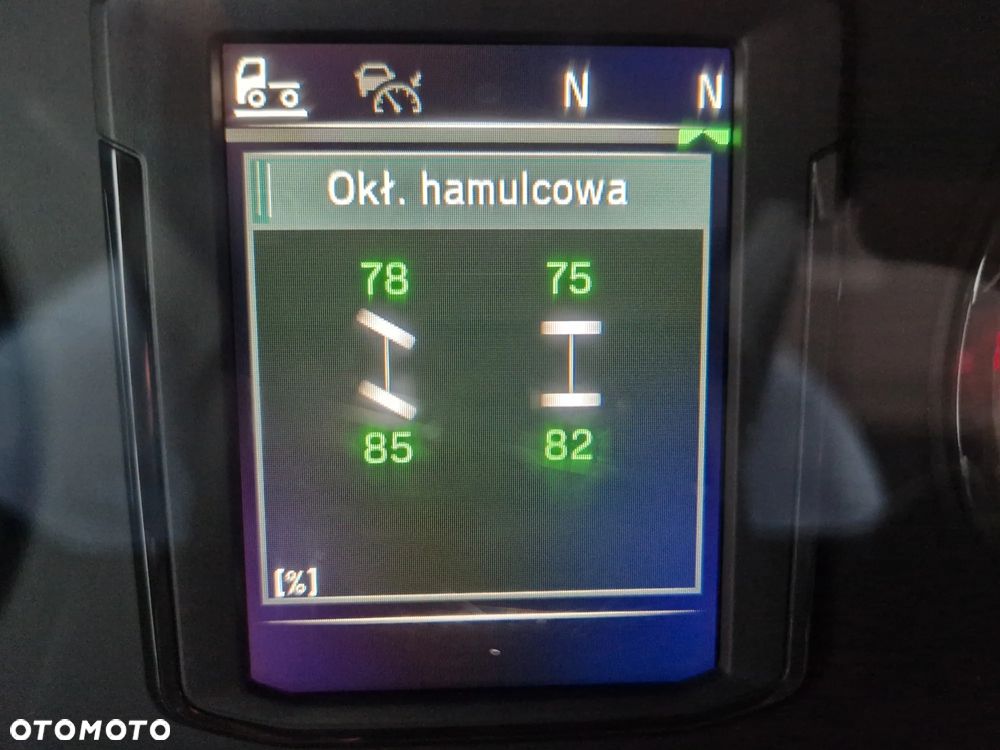 N N
Okł. hamulcowa
78 75
85 82
[%]
OTOMOTO